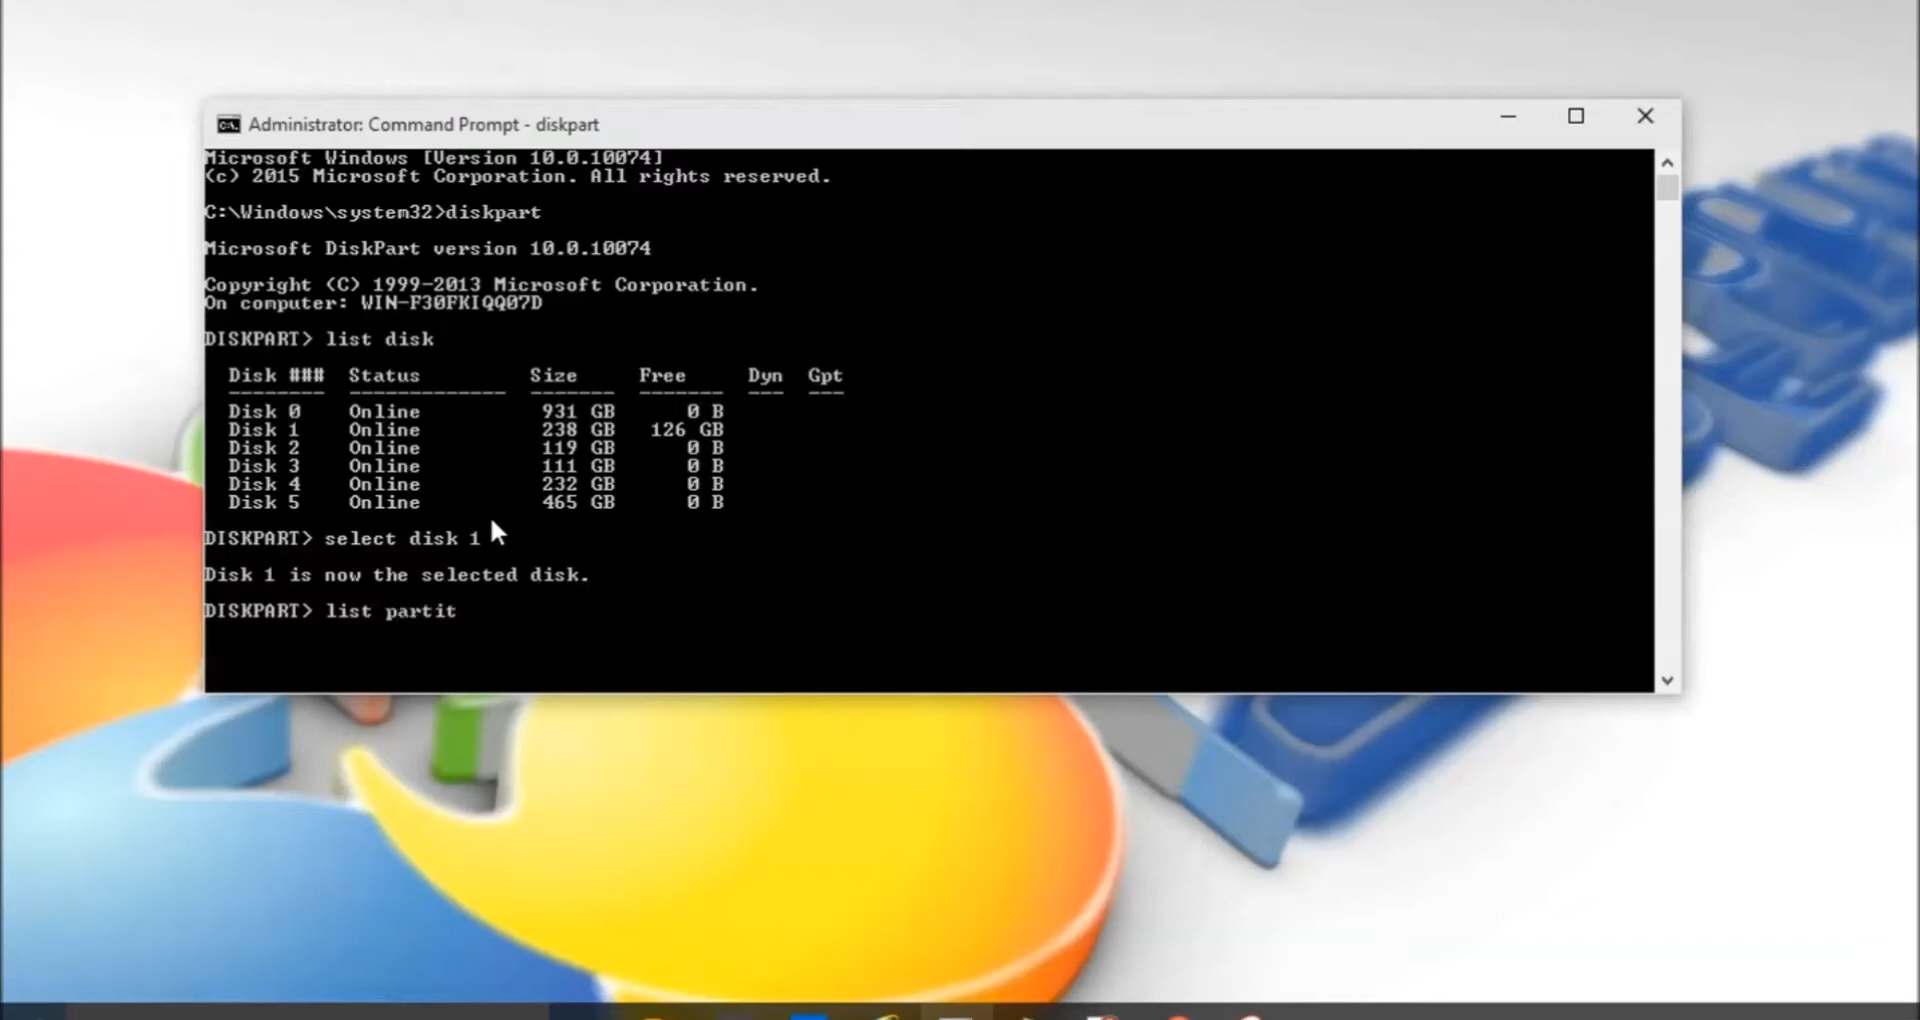 Administrator: Command Prompt - diskpart
Microsoft Windows [Version 10.0.10074]
(c) 2015 Microsoft Corporation. All rights reserved.
C:\Windows\system32>diskpart
Microsoft DiskPart version 10.0.10074
Copyright (C) 1999-2013 Microsoft Corporation.
On computer: WIN-F30FKIQQ07D
DISKPART> list disk
Disk ### Status Size Free Dyn Gpt
-------- ------------- ------- ------- --- ---
Disk 0 Online 931 GB 0 B
Disk 1 Online 238 GB 126 GB
Disk 2 Online 119 GB 0 B
Disk 3 Online 111 GB 0 B
Disk 4 Online 232 GB 0 B
Disk 5 Online 465 GB 0 B
DISKPART> select disk 1
Disk 1 is now the selected disk.
DISKPART> list partit